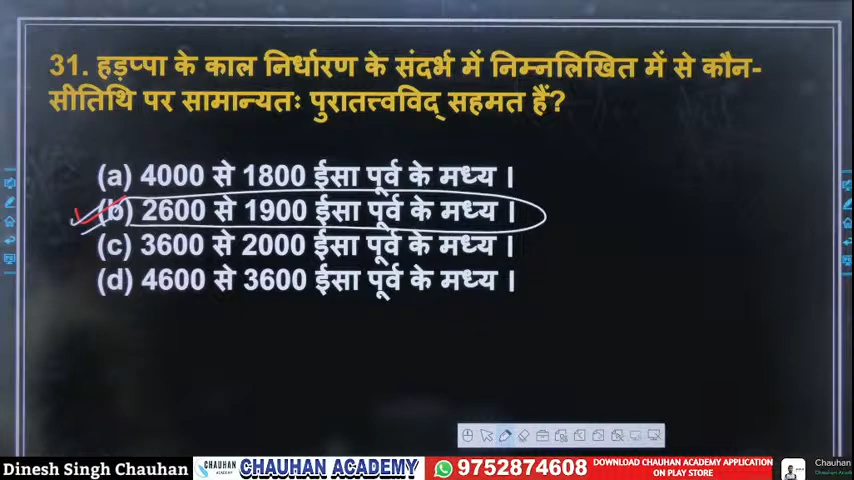 31. हड़प्पा के काल निर्धारण के संदर्भ में निम्नलिखित में से कौन-
सीतिथि पर सामान्यतः पुरातत्त्वविद् सहमत हैं?
(a) 4000 से 1800 ईसा पूर्व के मध्य ।
(b) 2600 से 1900 ईसा पूर्व के मध्य ।
(c) 3600 से 2000 ईसा पूर्व के मध्य ।
(d) 4600 से 3600 ईसा पूर्व के मध्य ।
Dinesh Singh Chauhan
CHAUHAN
ACADEMY
CHAUHAN ACADEMY
9752874608
DOWNLOAD CHAUHAN ACADEMY APPLICATION
ON PLAY STORE
Chauhan